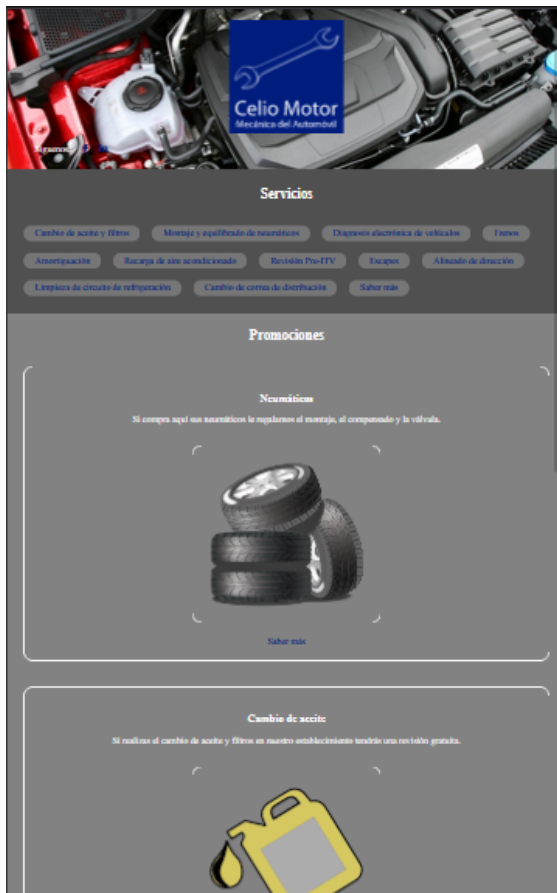 Celio Motor
Mecánica del Automóvil
Síguenos
Servicios
Cambio de aceite y filtros Montaje y equilibrado de neumáticos Diagnosis electrónica de vehículos Frenos
Amortiguación Recarga de aire acondicionado Revisión Pre-ITV Escapes Alineado de dirección
Limpieza de circuito de refrigeración Cambio de correa de distribución Saber más
Promociones
Neumáticos
Si compra aquí sus neumáticos le regalamos el montaje, el compensado y la válvula.
Saber más
Cambio de aceite
Si realizas el cambio de aceite y filtros en nuestro establecimiento tendrás una revisión gratuita.